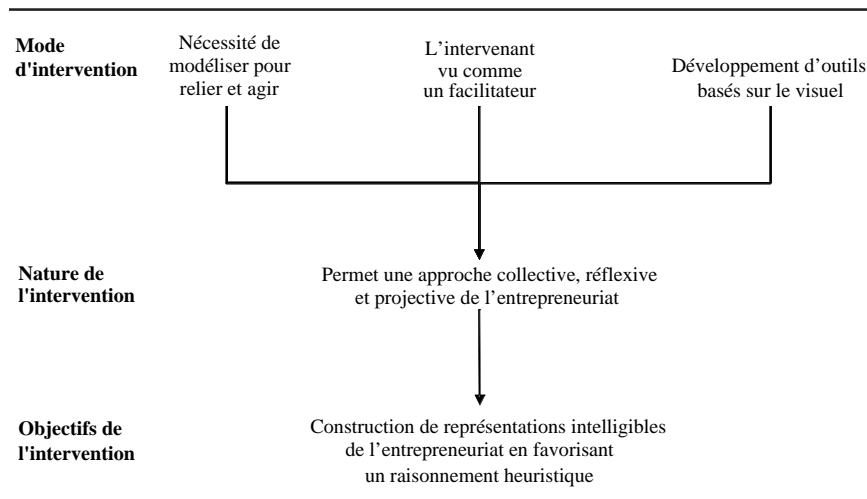 Mode
d'intervention
Nécessité de
modéliser pour
relier et agir
L’intervenant
vu comme
un facilitateur
Développement d’outils
basés sur le visuel
Nature de
l'intervention
Permet une approche collective, réflexive
et projective de l’entrepreneuriat
Objectifs de
l'intervention
Construction de représentations intelligibles
de l’entrepreneuriat en favorisant
un raisonnement heuristique